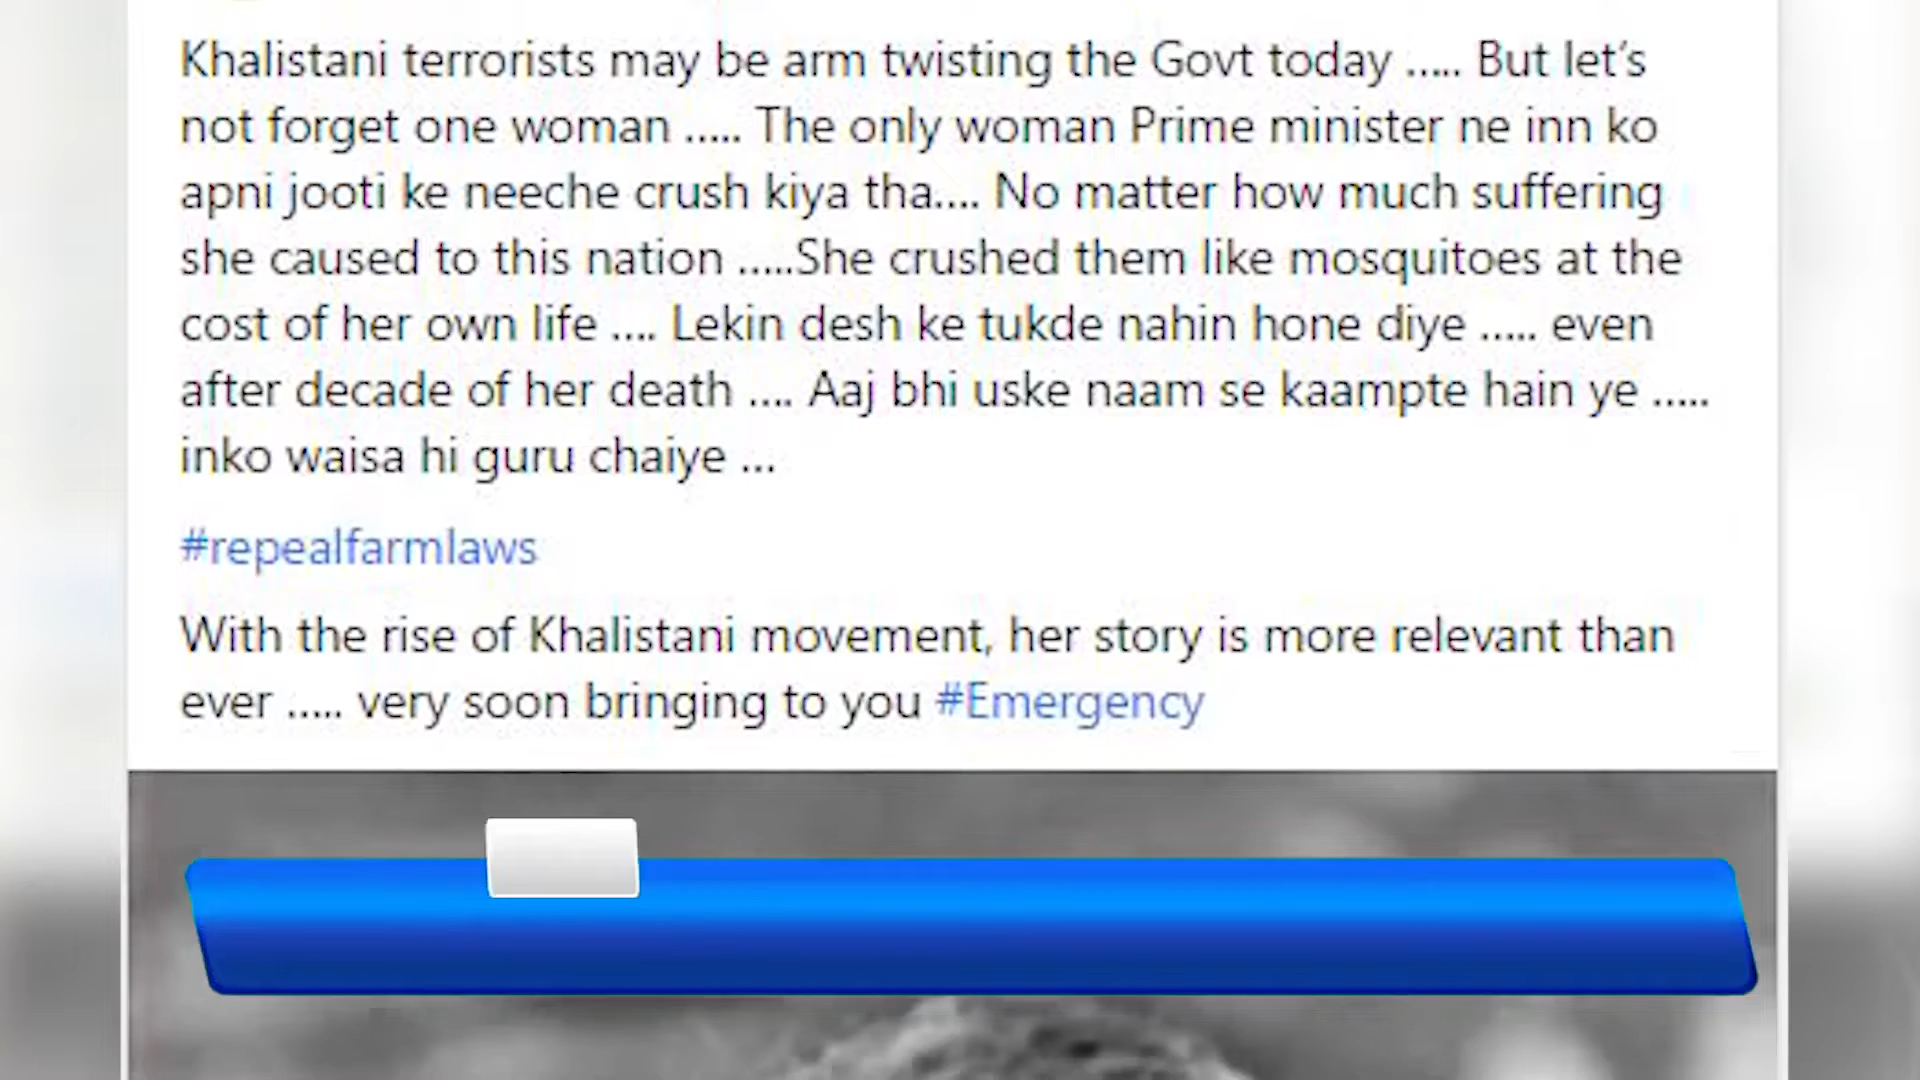 Khalistani terrorists may be arm twisting the Govt today ..... But let’s
not forget one woman ..... The only woman Prime minister ne inn ko
apni jooti ke neeche crush kiya tha.... No matter how much suffering
she caused to this nation .....She crushed them like mosquitoes at the
cost of her own life .... Lekin desh ke tukde nahin hone diye ..... even
after decade of her death .... Aaj bhi uske naam se kaampte hain ye .....
inko waisa hi guru chaiye ...
#repealfarmlaws
With the rise of Khalistani movement, her story is more relevant than
ever ..... very soon bringing to you #Emergency